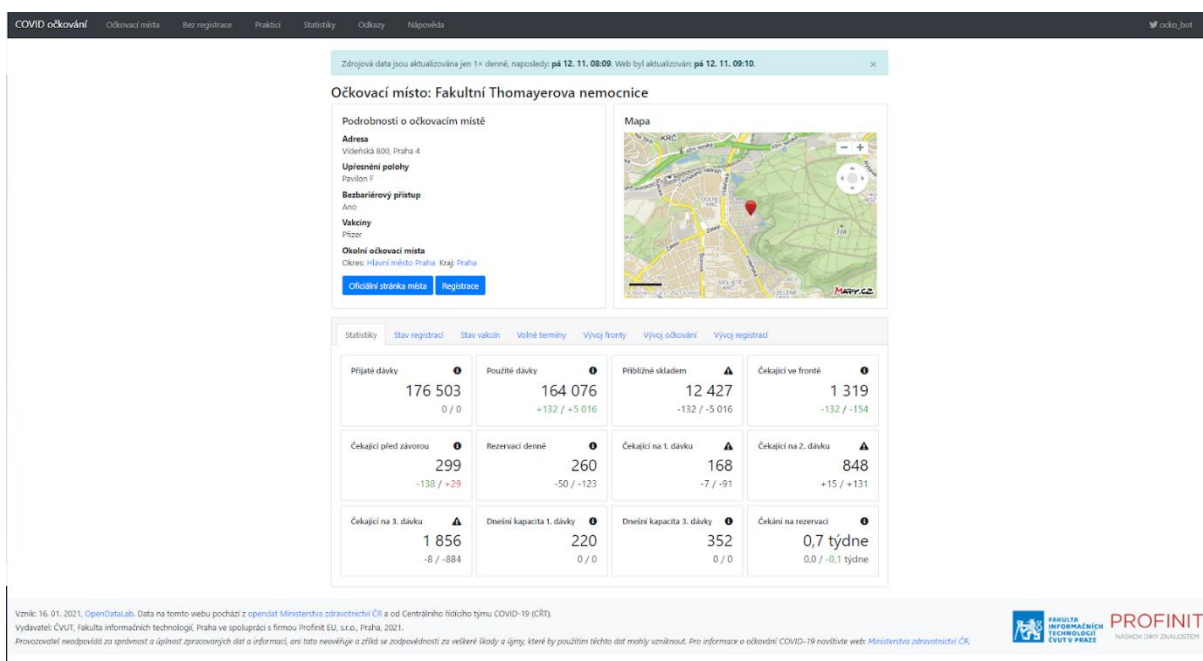 COVID očkování Očkovací místa Bez registrace Praktici Statistiky Odkazy Nápověda ocko_bot
Zdrojová data jsou aktualizována jen 1× denně, naposledy: pá 12. 11. 08:09. Web byl aktualizován: pá 12. 11. 09:10. ×
Očkovací místo: Fakultní Thomayerova nemocnice
Podrobnosti o očkovacím místě
Adresa
Vídeňská 800, Praha 4
Upřesnění polohy
Pavilon F
Bezbariérový přístup
Ano
Vakcíny
Pfizer
Okolní očkovací místa
Okres: Hlavní město Praha Kraj: Praha
Oficiální stránka místa Registrace
Mapa
KRČ
DOLNÍ
KRČ
Vídeňská
Zálesí
MAPY.CZ
Statistiky Stav registrací Stav vakcín Volné termíny Vývoj fronty Vývoj očkování Vývoj registrací
Přijaté dávky
176 503
0 / 0
Použité dávky
164 076
+132 / +5 016
Přibližně skladem
12 427
-132 / -5 016
Čekající ve frontě
1 319
-132 / -154
Čekající před závorou
299
-138 / +29
Rezervací denně
260
-50 / -123
Čekající na 1. dávku
168
-7 / -91
Čekající na 2. dávku
848
+15 / +131
Čekající na 3. dávku
1 856
-8 / -884
Dnešní kapacita 1. dávky
220
0 / 0
Dnešní kapacita 3. dávky
352
0 / 0
Čekání na rezervaci
0,7 týdne
0,0 / -0,1 týdne
Vznik: 16. 01. 2021, OpenDataLab. Data na tomto webu pochází z opendat Ministerstva zdravotnictví ČR a od Centrálního řídícího týmu COVID-19 (CŘT).
Vydavatel: ČVUT, Fakulta informačních technologií, Praha ve spolupráci s firmou Profinit EU, s.r.o., Praha, 2021.
Provozovatel neodpovídá za správnost a úplnost zpracovaných dat a informací, ani tato neověřuje a zříká se zodpovědnosti za veškeré škody a újmy, které by použitím těchto dat mohly vzniknout. Pro informace o očkování COVID-19 navštivte web: Ministerstva zdravotnictví ČR.
FAKULTA
INFORMAČNÍCH
TECHNOLOGIÍ
ČVUT V PRAZE
PROFINIT
NÁSKOK DÍKY ZNALOSTEM